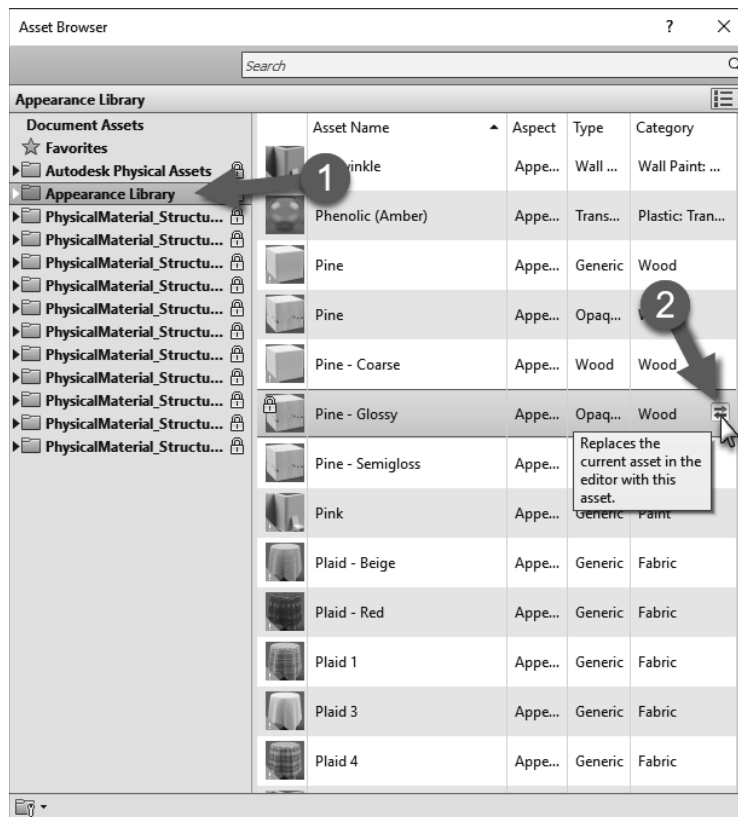 Asset Browser
?
Search
Appearance Library
Document Assets
Favorites
Autodesk Physical Assets
Appearance Library
PhysicalMaterial_Structu...
PhysicalMaterial_Structu...
PhysicalMaterial_Structu...
PhysicalMaterial_Structu...
PhysicalMaterial_Structu...
PhysicalMaterial_Structu...
PhysicalMaterial_Structu...
PhysicalMaterial_Structu...
PhysicalMaterial_Structu...
PhysicalMaterial_Structu...
PhysicalMaterial_Structu...
1
Asset Name Aspect Type Category
Appe... Wall ... Wall Paint: ...
Phenolic (Amber) Appe... Trans... Plastic: Tran...
Pine Appe... Generic Wood
2
Pine Appe... Opaq...
Pine - Coarse Appe... Wood Wood
Pine - Glossy Appe... Opaq... Wood
Replaces the
current asset in the
editor with this
asset.
Pine - Semigloss Appe...
Pink Appe... Generic Paint
Plaid - Beige Appe... Generic Fabric
Plaid - Red Appe... Generic Fabric
Plaid 1 Appe... Generic Fabric
Plaid 3 Appe... Generic Fabric
Plaid 4 Appe... Generic Fabric